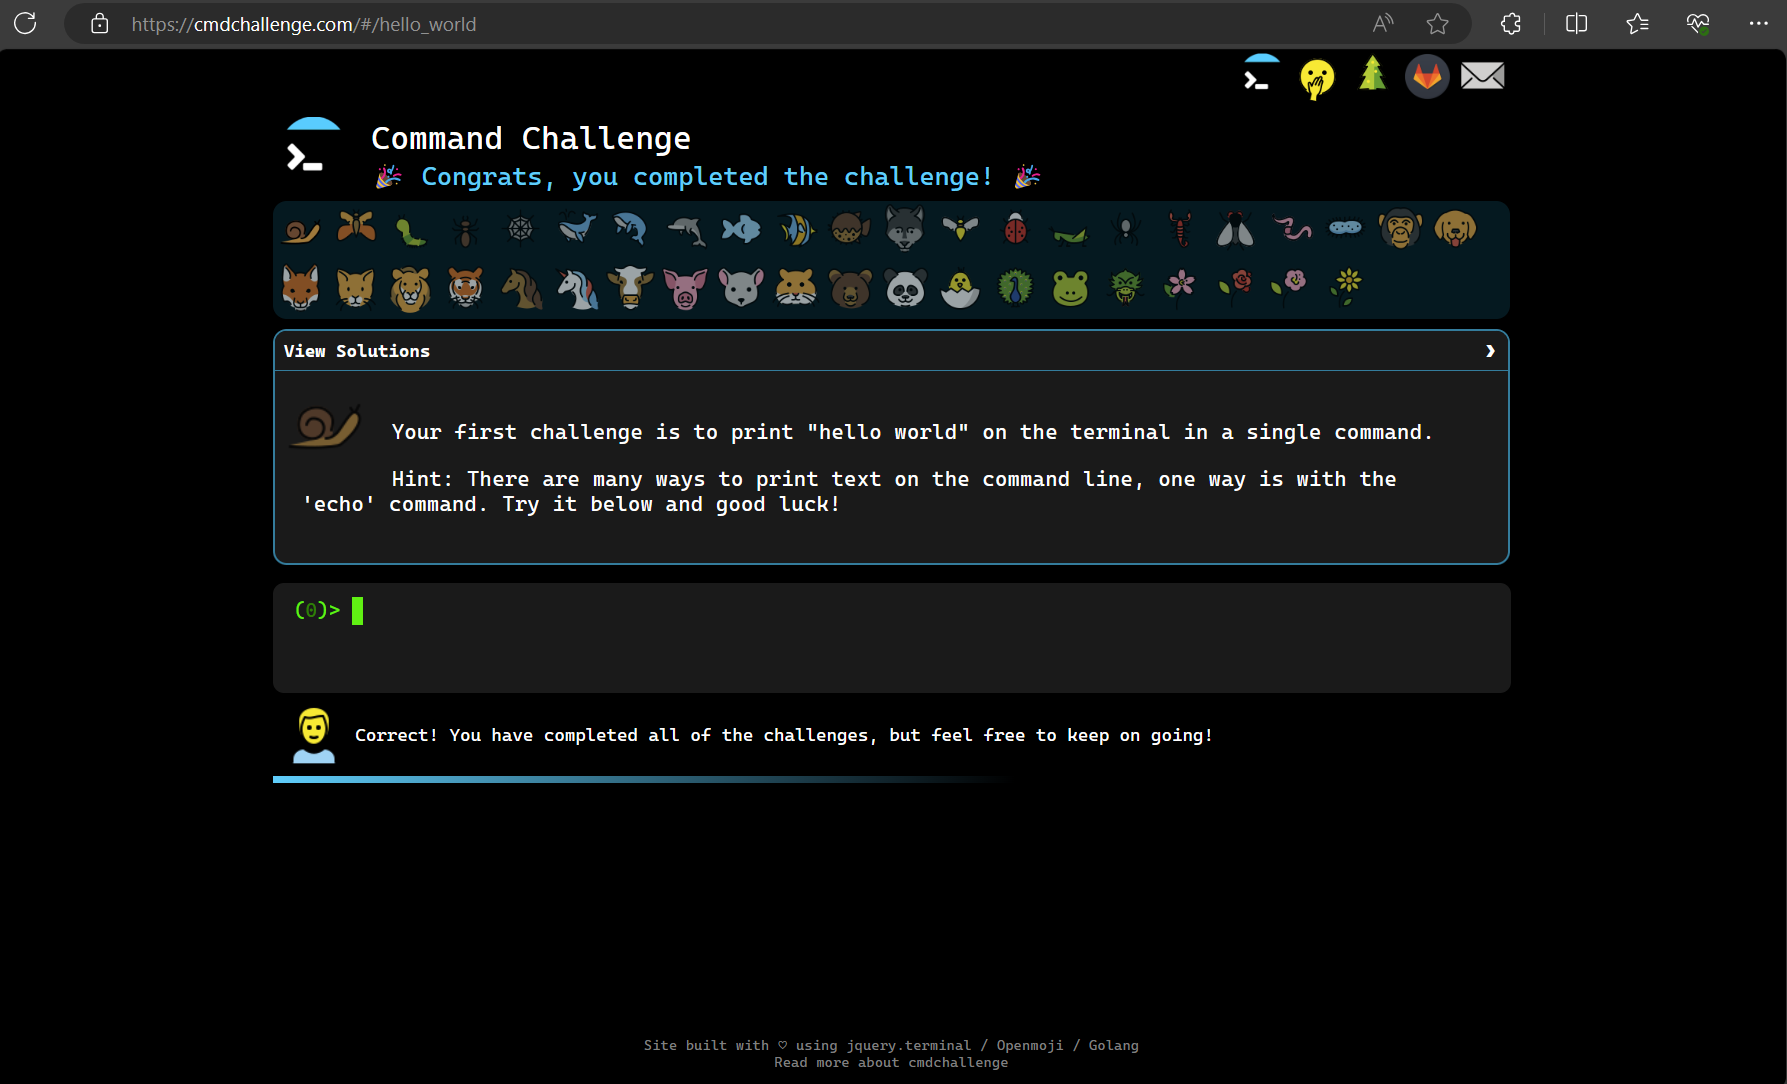 https://cmdchallenge.com/#/hello_world
Command Challenge
Congrats, you completed the challenge!
View Solutions
Your first challenge is to print "hello world" on the terminal in a single command.
Hint: There are many ways to print text on the command line, one way is with the
'echo' command. Try it below and good luck!
(0)>
Correct! You have completed all of the challenges, but feel free to keep on going!
Site built with ♡ using jquery.terminal / Openmoji / Golang
Read more about cmdchallenge